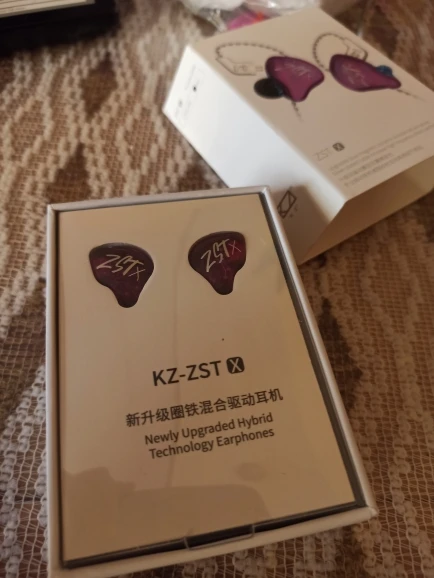 ZST X
ZSTx
ZSTx
KZ-ZST X
新升级圈铁混合驱动耳机
Newly Upgraded Hybrid
Technology Earphones